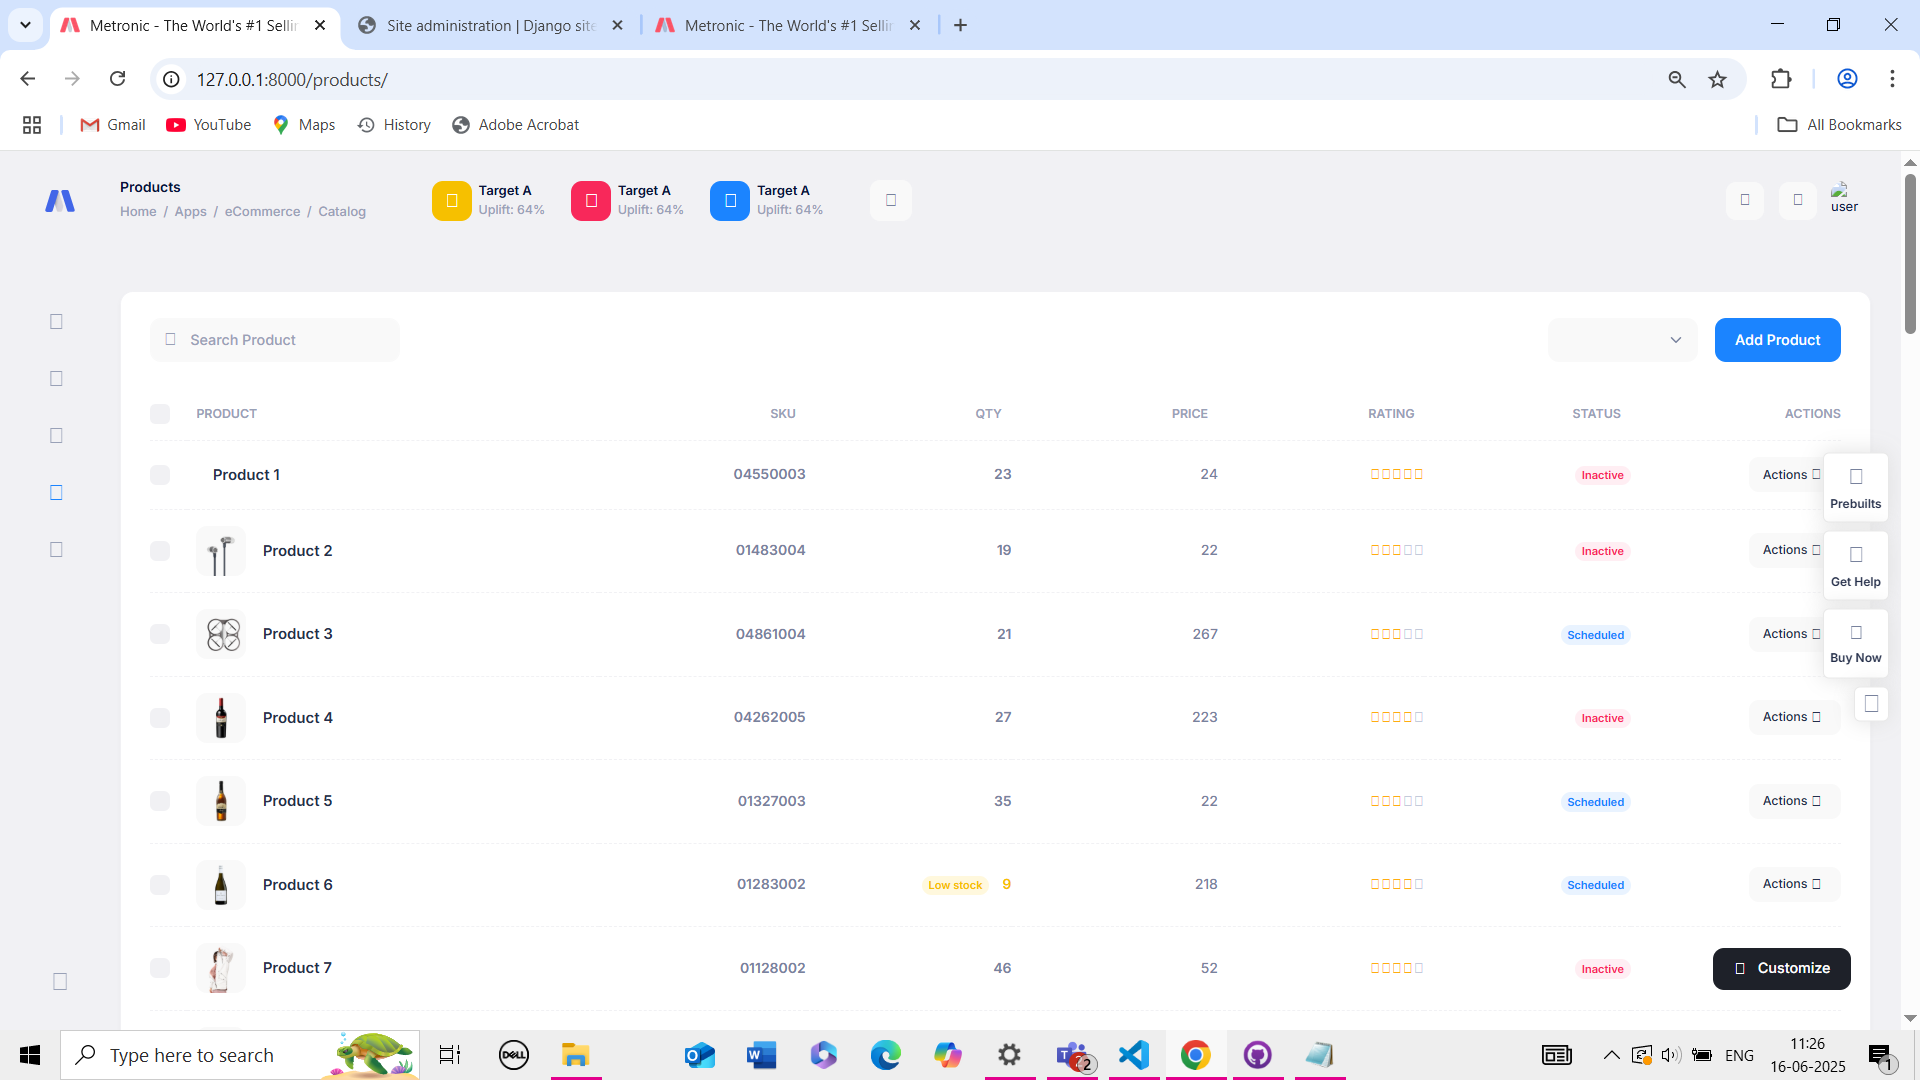 Metronic - The World's #1 Sellin
Site administration | Django site
Metronic - The World's #1 Sellin
127.0.0.1:8000/products/
Gmail
YouTube
Maps
History
Adobe Acrobat
All Bookmarks
Products
Home / Apps / eCommerce / Catalog
Target A
Uplift: 64%
Target A
Uplift: 64%
Target A
Uplift: 64%
user
Search Product
Add Product
PRODUCT SKU QTY PRICE RATING STATUS ACTIONS
Product 1 04550003 23 24 Inactive Actions
Prebuilts
Product 2 01483004 19 22 Inactive Actions
Get Help
Product 3 04861004 21 267 Scheduled Actions
Buy Now
Product 4 04262005 27 223 Inactive Actions
Product 5 01327003 35 22 Scheduled Actions
Product 6 01283002 Low stock 9 218 Scheduled Actions
Product 7 01128002 46 52 Inactive
Customize
Type here to search
DELL
2
ENG
11:26
16-06-2025
1